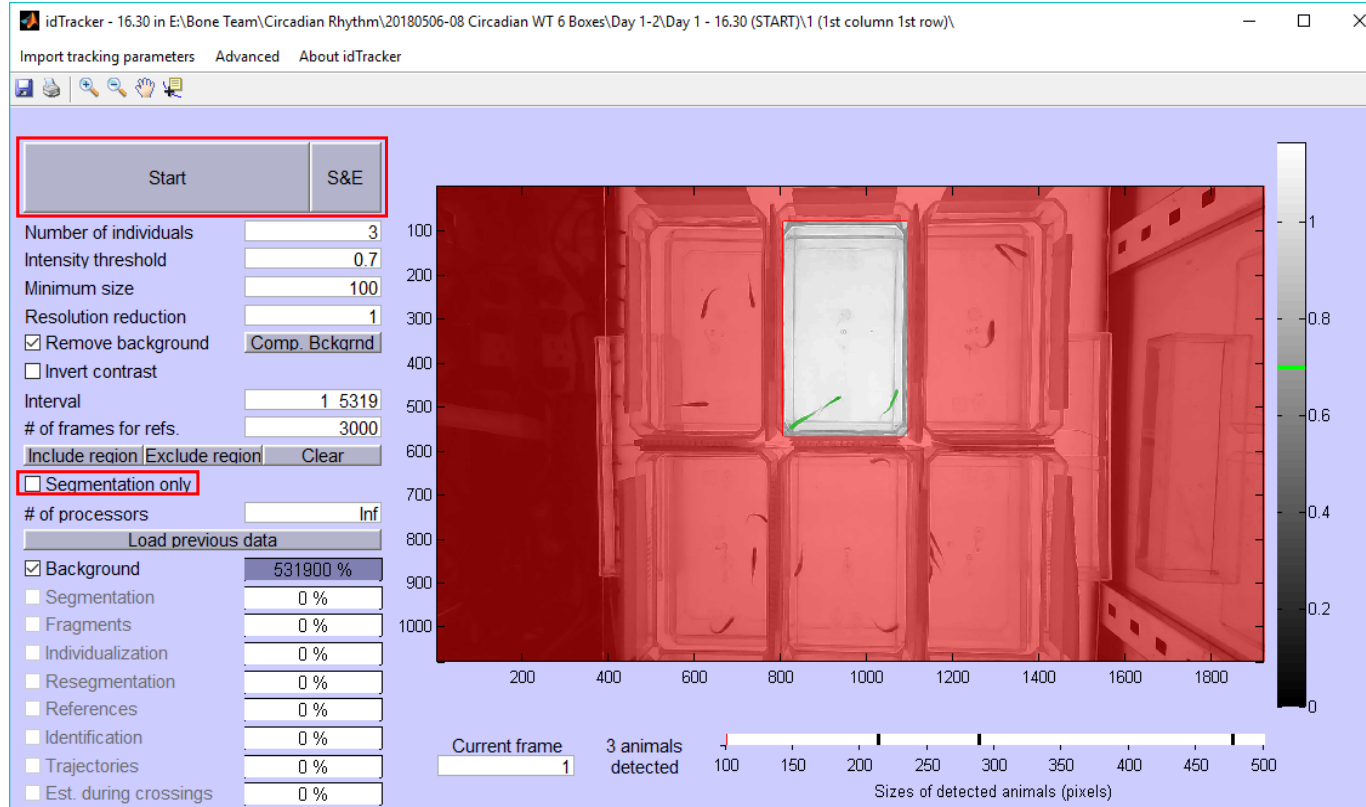 idTracker - 16.30 in E:\Bone Team\Circadian Rhythm\20180506-08 Circadian WT 6 Boxes\Day 1-2\Day 1 - 16.30 (START)\1 (1st column 1st row)\
Import tracking parameters Advanced About idTracker
Start S&E
Number of individuals 3
Intensity threshold 0.7
Minimum size 100
Resolution reduction 1
Remove background Comp. Bckgrnd
Invert contrast
Interval 1 5319
# of frames for refs. 3000
Include region Exclude region Clear
Segmentation only
# of processors Inf
Load previous data
Background 531900 %
Segmentation 0 %
Fragments 0 %
Individualization 0 %
Resegmentation 0 %
References 0 %
Identification 0 %
Trajectories 0 %
Est. during crossings 0 %
100
200
300
400
500
600
700
800
900
1000
200 400 600 800 1000 1200 1400 1600 1800
1
0.8
0.6
0.4
0.2
0
Current frame
1
3 animals
detected
100 150 200 250 300 350 400 450 500
Sizes of detected animals (pixels)